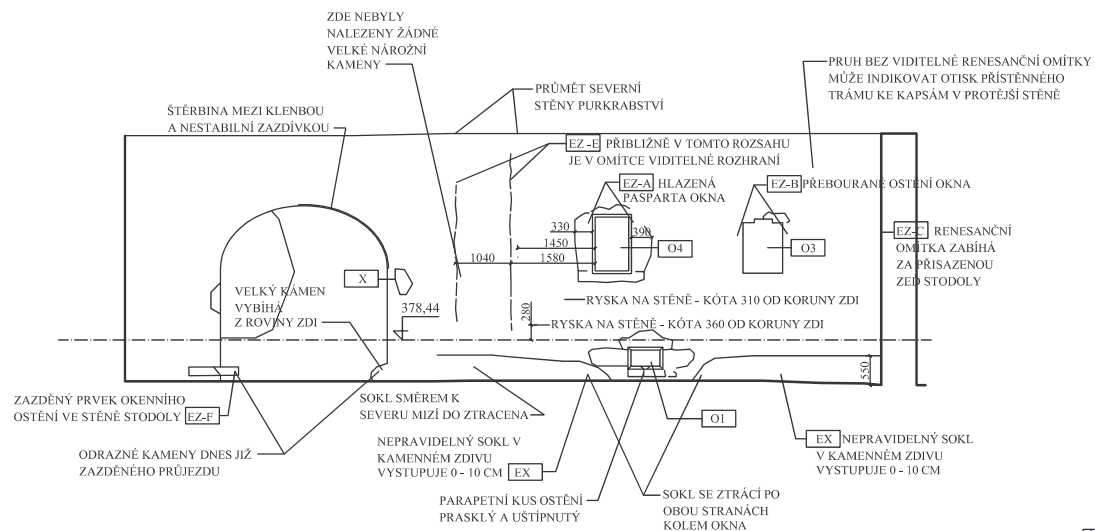 ZDE NEBYLY
NALEZENY ŽÁDNÉ
VELKÉ NÁROŽNÍ
KAMENY
PRUH BEZ VIDITELNÉ RENESANČNÍ OMÍTKY
MŮŽE INDIKOVAT OTISK PŘÍSTĚNNÉHO
TRÁMU KE KAPSÁM V PROTĚJŠÍ STĚNĚ
PRŮMĚT SEVERNÍ
STĚNY PURKRABSTVÍ
ŠTĚRBINA MEZI KLENBOU
A NESTABILNÍ ZAZDÍVKOU
EZ-E PŘIBLIŽNĚ V TOMTO ROZSAHU
JE V OMÍTCE VIDITELNÉ ROZHRANÍ
EZ-A HLAZENÁ
PASPARTA OKNA
EZ-B PŘEBOURANÉ OSTĚNÍ OKNA
330
390
1450
1040
1580
O4
O3
EZ-C RENESANČNÍ
OMÍTKA ZABÍHÁ
ZA PŘISAZENOU
ZEĎ STODOLY
X
VELKÝ KÁMEN
VYBÍHÁ
Z ROVINY ZDI
378,44
280
RYSKA NA STĚNĚ - KÓTA 310 OD KORUNY ZDI
RYSKA NA STĚNĚ - KÓTA 360 OD KORUNY ZDI
550
ZAZDĚNÝ PRVEK OKENNÍHO
OSTĚNÍ VE STĚNĚ STODOLY EZ-F
SOKL SMĚREM K
SEVERU MIZÍ DO ZTRACENA
O1
ODRAZNÉ KAMENY DNES JIŽ
ZAZDĚNÉHO PRŮJEZDU
NEPRAVIDELNÝ SOKL V
KAMENNÉM ZDIVU
VYSTUPUJE 0 - 10 CM EX
EX NEPRAVIDELNÝ SOKL
V KAMENNÉM ZDIVU
VYSTUPUJE 0 - 10 CM
PARAPETNÍ KUS OSTĚNÍ
PRASKLÝ A UŠTÍPNUTÝ
SOKL SE ZTRÁCÍ PO
OBOU STRANÁCH
KOLEM OKNA